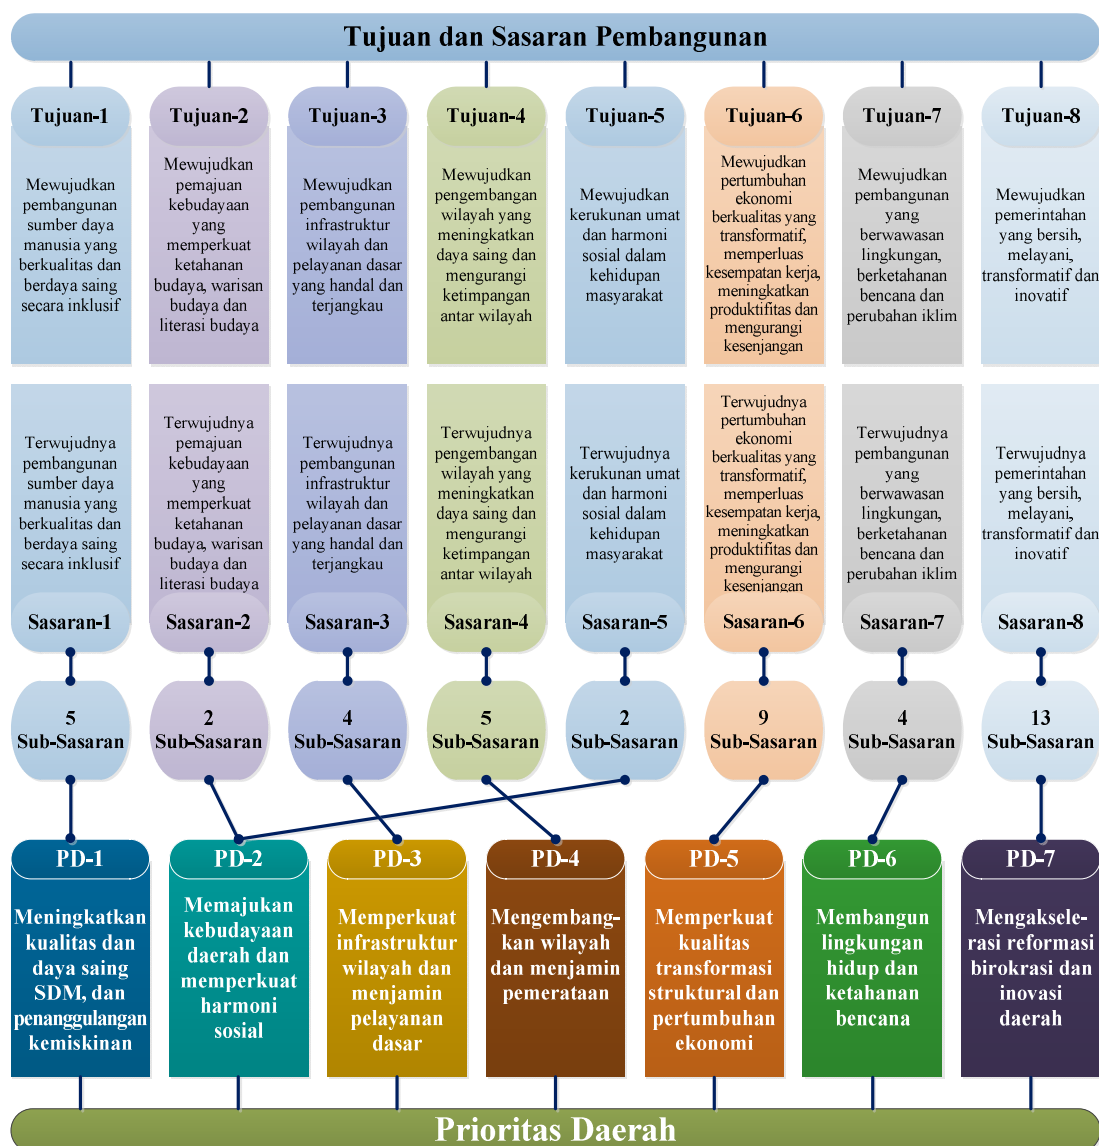 Tujuan dan Sasaran Pembangunan
Tujuan-1
Mewujudkan
pembangunan
sumber daya
manusia yang
berkualitas dan
berdaya saing
secara inklusif
Tujuan-2
Mewujudkan
pemajuan
kebudayaan
yang
memperkuat
ketahanan
budaya, warisan
budaya dan
literasi budaya
Tujuan-3
Mewujudkan
pembangunan
infrastruktur
wilayah dan
pelayanan dasar
yang handal dan
terjangkau
Tujuan-4
Mewujudkan
pengembangan
wilayah yang
meningkatkan
daya saing dan
mengurangi
ketimpangan
antar wilayah
Tujuan-5
Mewujudkan
kerukunan umat
dan harmoni
sosial dalam
kehidupan
masyarakat
Tujuan-6
Mewujudkan
pertumbuhan
ekonomi
berkualitas yang
transformatif,
memperluas
kesempatan kerja,
meningkatkan
produktifitas dan
mengurangi
kesenjangan
Tujuan-7
Mewujudkan
pembangunan
yang
berwawasan
lingkungan,
berketahanan
bencana dan
perubahan iklim
Tujuan-8
Mewujudkan
pemerintahan
yang bersih,
melayani,
transformatif dan
inovatif
Terwujudnya
pembangunan
sumber daya
manusia yang
berkualitas dan
berdaya saing
secara inklusif
Sasaran-1
Terwujudnya
pemajuan
kebudayaan
yang
memperkuat
ketahanan
budaya, warisan
budaya dan
literasi budaya
Sasaran-2
Terwujudnya
pembangunan
infrastruktur
wilayah dan
pelayanan dasar
yang handal dan
terjangkau
Sasaran-3
Terwujudnya
pengembangan
wilayah yang
meningkatkan
daya saing dan
mengurangi
ketimpangan
antar wilayah
Sasaran-4
Terwujudnya
kerukunan umat
dan harmoni
sosial dalam
kehidupan
masyarakat
Sasaran-5
Terwujudnya
pertumbuhan
ekonomi
berkualitas yang
transformatif,
memperluas
kesempatan kerja,
meningkatkan
produktifitas dan
mengurangi
kesenjangan
Sasaran-6
Terwujudnya
pembangunan
yang
berwawasan
lingkungan,
berketahanan
bencana dan
perubahan iklim
Sasaran-7
Terwujudnya
pemerintahan
yang bersih,
melayani,
transformatif dan
inovatif
Sasaran-8
5
Sub-Sasaran
2
Sub-Sasaran
4
Sub-Sasaran
5
Sub-Sasaran
2
Sub-Sasaran
9
Sub-Sasaran
4
Sub-Sasaran
13
Sub-Sasaran
PD-1
Meningkatkan
kualitas dan
daya saing
SDM, dan
penanggulangan
kemiskinan
PD-2
Memajukan
kebudayaan
daerah dan
memperkuat
harmoni
sosial
PD-3
Memperkuat
infrastruktur
wilayah dan
menjamin
pelayanan
dasar
PD-4
Mengembang-
kan wilayah
dan menjamin
pemerataan
PD-5
Memperkuat
kualitas
transformasi
struktural dan
pertumbuhan
ekonomi
PD-6
Membangun
lingkungan
hidup dan
ketahanan
bencana
PD-7
Mengaksele-
rasi reformasi
birokrasi dan
inovasi
daerah
Prioritas Daerah